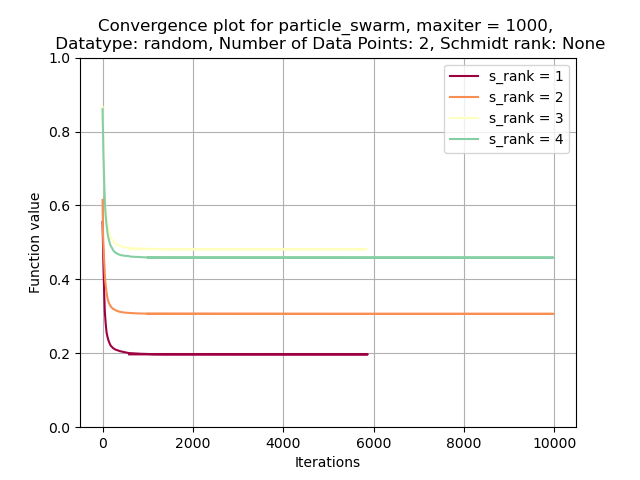 Convergence plot for particle_swarm, maxiter = 1000,
Datatype: random, Number of Data Points: 2, Schmidt rank: None
1.0
0.8
0.6
0.4
0.2
0.0
Function value
s_rank = 1
s_rank = 2
s_rank = 3
s_rank = 4
0 2000 4000 6000 8000 10000
Iterations